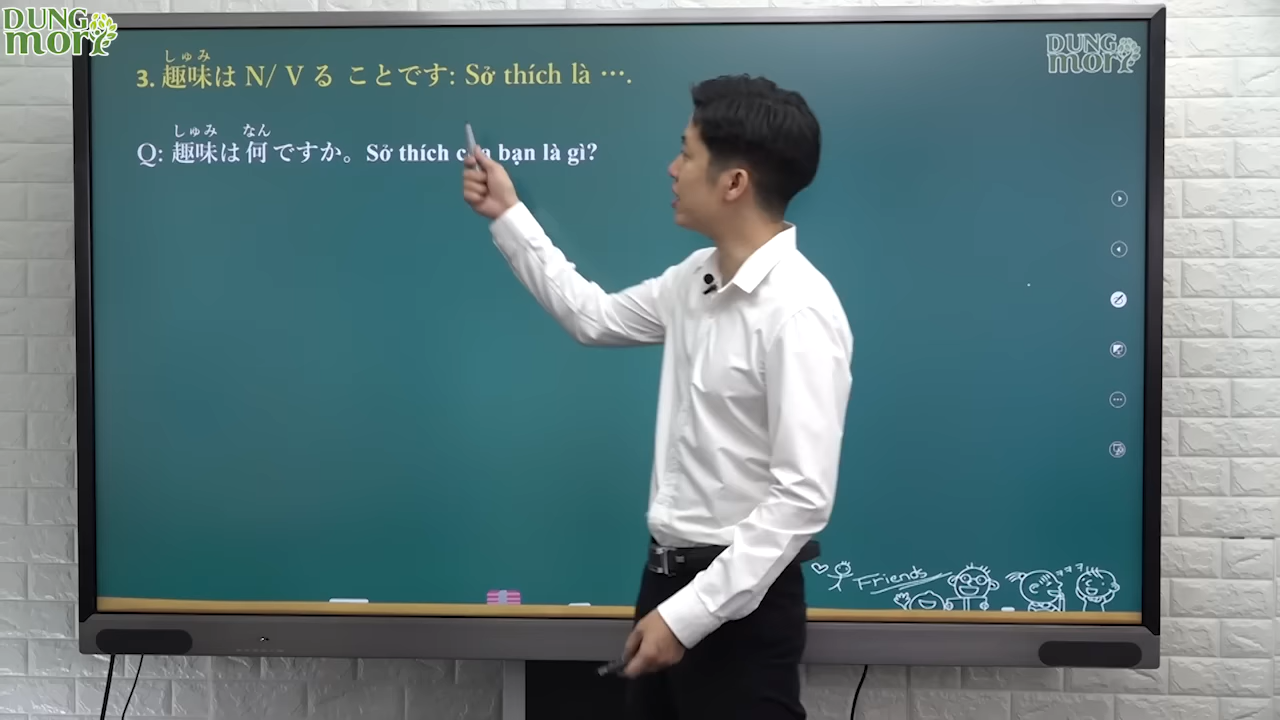 DUNG
mori
DUNG
mori
しゅみ
3. 趣味は N/ V る ことです: Sở thích là ….
しゅみ なん
Q: 趣味は何ですか。Sở thích của bạn là gì?
Friends